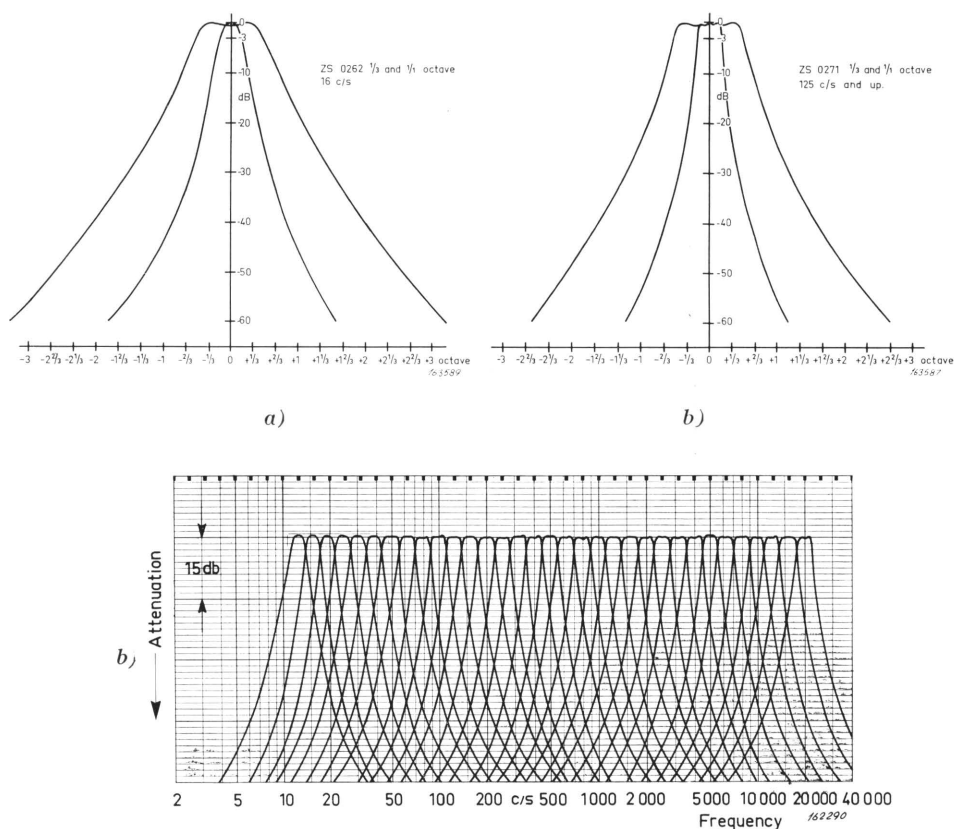 0
-3
-10
dB
-20
-30
-40
-50
-60
ZS 0262 1/3 and 1/1 octave
16 c/s
-3 -2 2/3 -2 1/3 -2 -1 2/3 -1 1/3 -1 -2/3 -1/3 0 +1/3 +2/3 +1 +1 1/3 +1 2/3 +2 +2 1/3 +2 2/3 +3 octave
163589
a)
0
-3
-10
dB
-20
-30
-40
-50
-60
ZS 0271 1/3 and 1/1 octave
125 c/s and up.
-3 -2 2/3 -2 1/3 -2 -1 2/3 -1 1/3 -1 -2/3 -1/3 0 +1/3 +2/3 +1 +1 1/3 +1 2/3 +2 +2 1/3 +2 2/3 +3 octave
163587
b)
15db
Attenuation
b)
2 5 10 20 50 100 200 c/s 500 1000 2 000 5 000 10 000 20 000 40 000
Frequency 162290